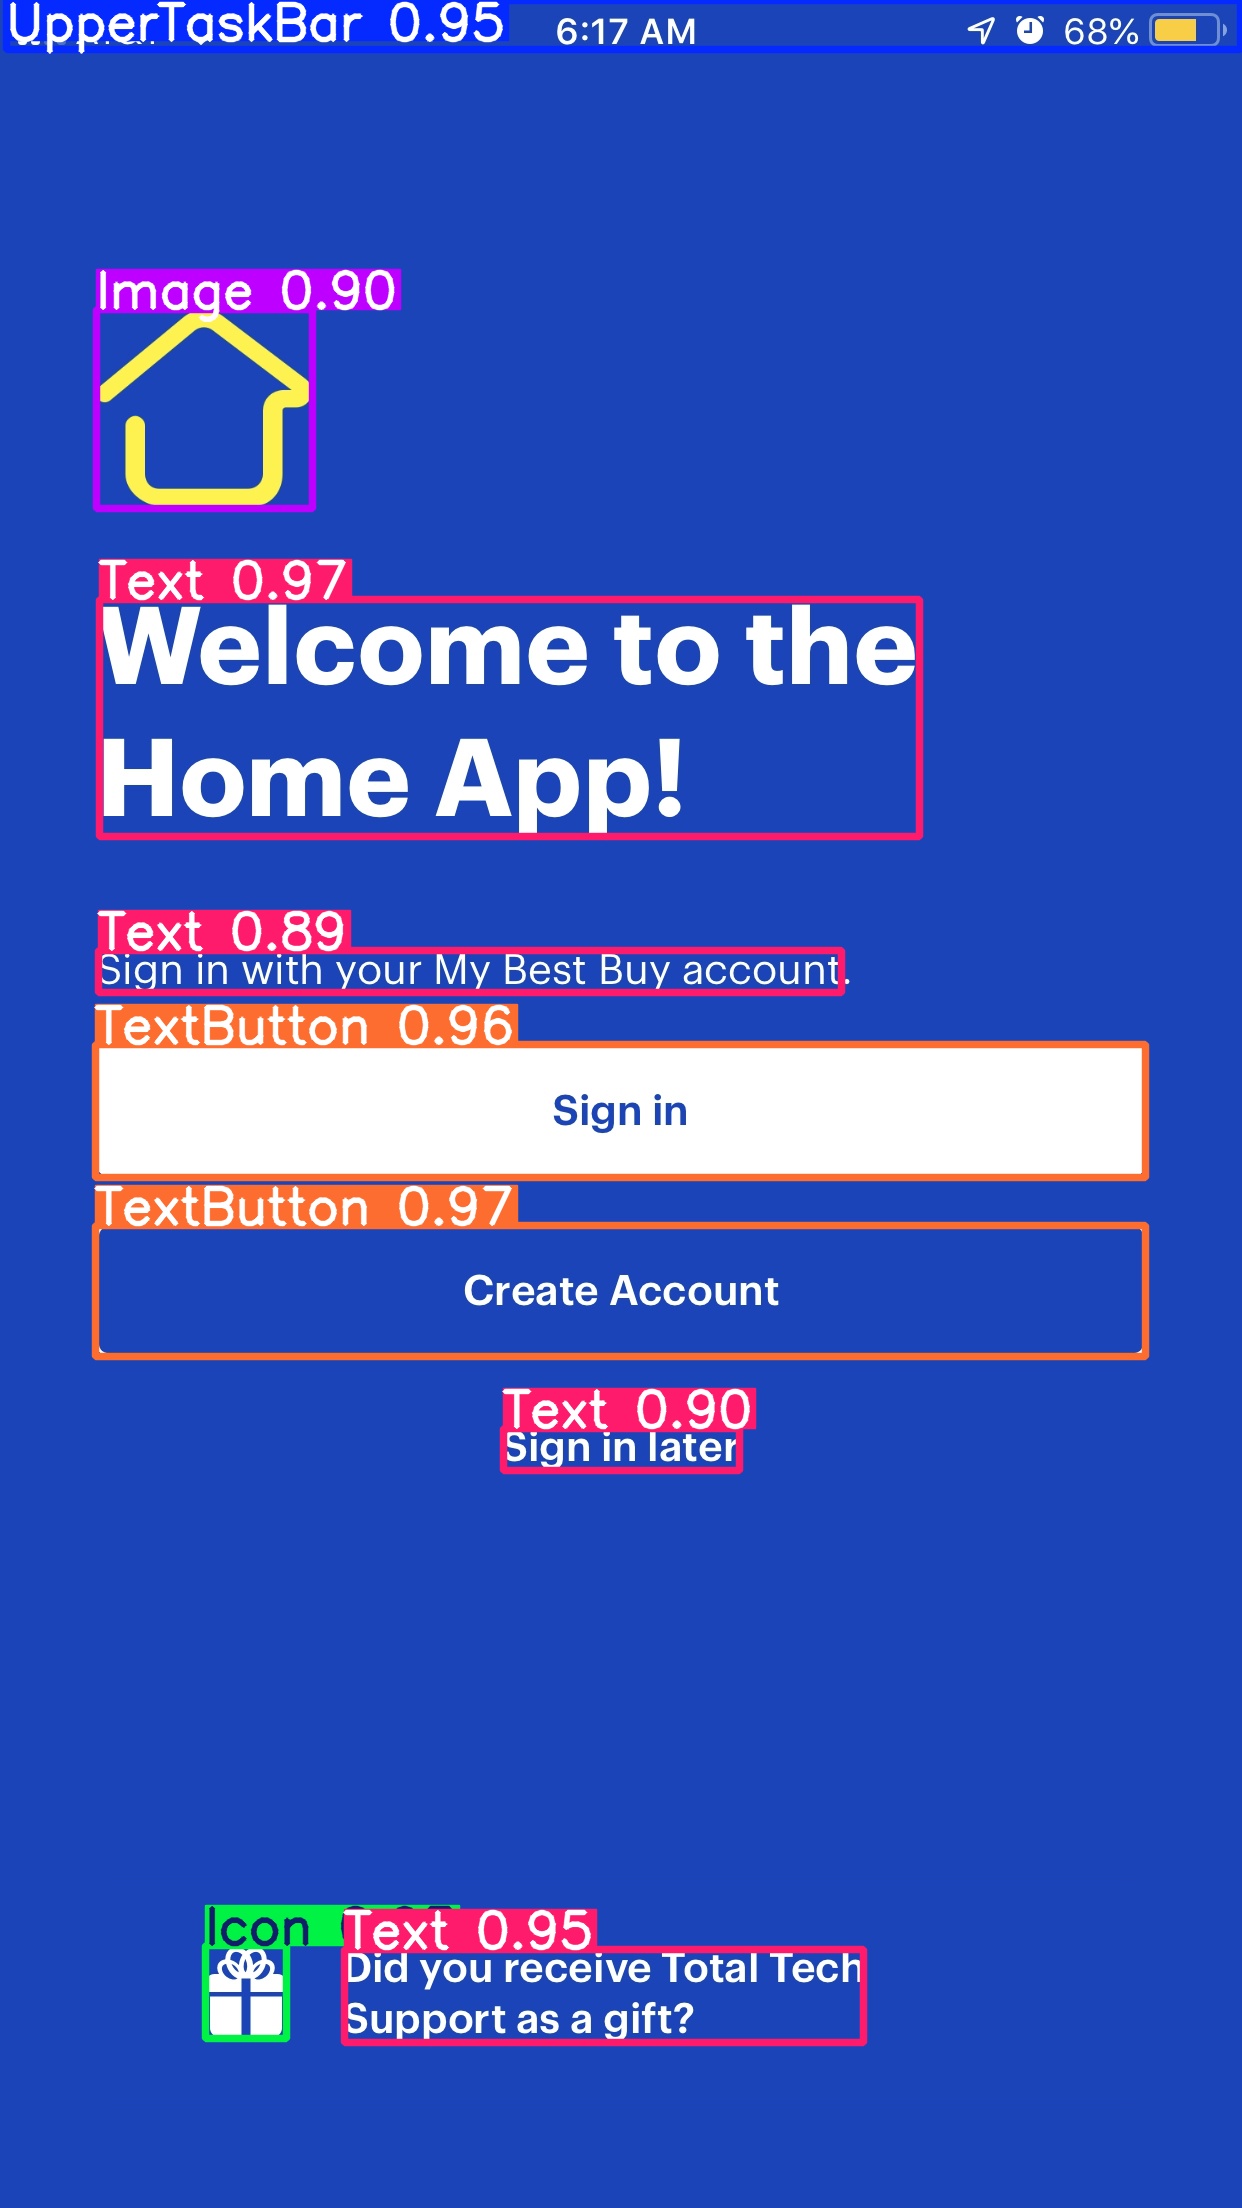 UpperTaskBar 0.95
6:17 AM
68%
Image 0.90
Text 0.97
Welcome to the
Home App!
Text 0.89
Sign in with your My Best Buy account.
TextButton 0.96
Sign in
TextButton 0.97
Create Account
Text 0.90
Sign in later
Icon
Text 0.95
Did you receive Total Tech
Support as a gift?